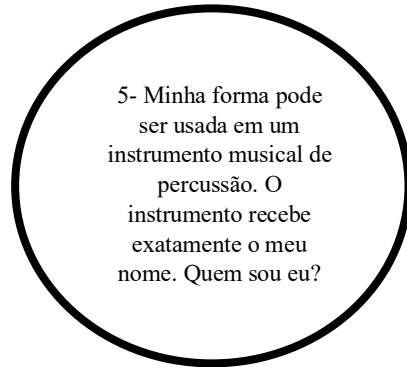 5- Minha forma pode
ser usada em um
instrumento musical de
percussão. O
instrumento recebe
exatamente o meu
nome. Quem sou eu?